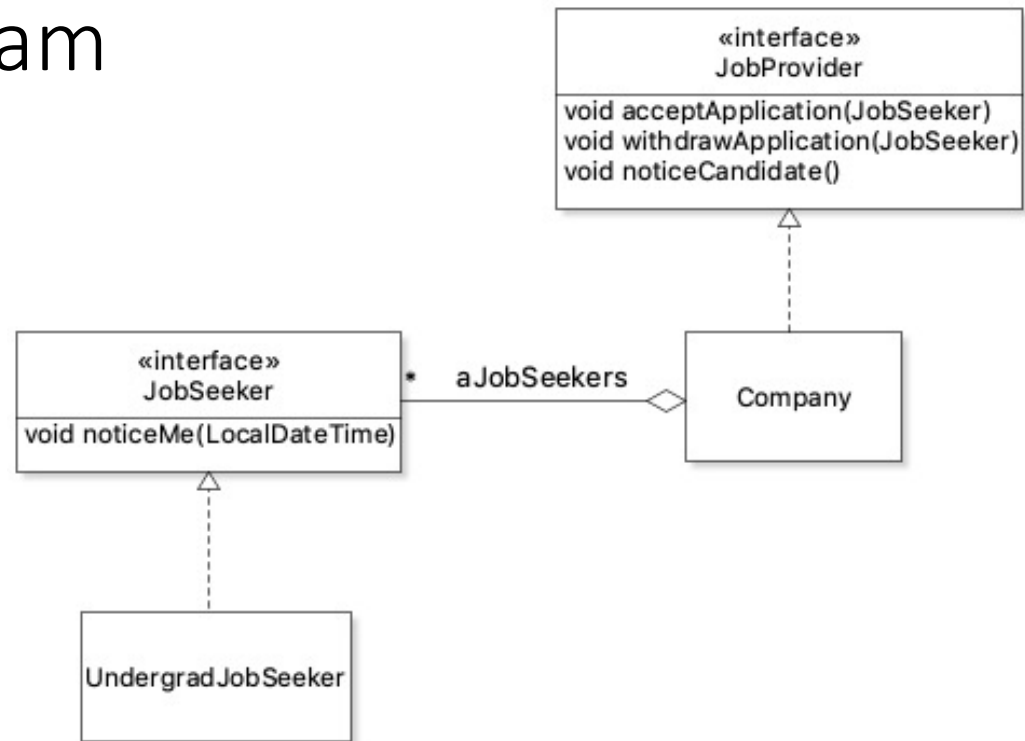 am
«interface»
JobProvider
void acceptApplication(JobSeeker)
void withdrawApplication(JobSeeker)
void noticeCandidate()
«interface»
JobSeeker
void noticeMe(LocalDateTime)
* aJobSeekers
Company
UndergradJobSeeker